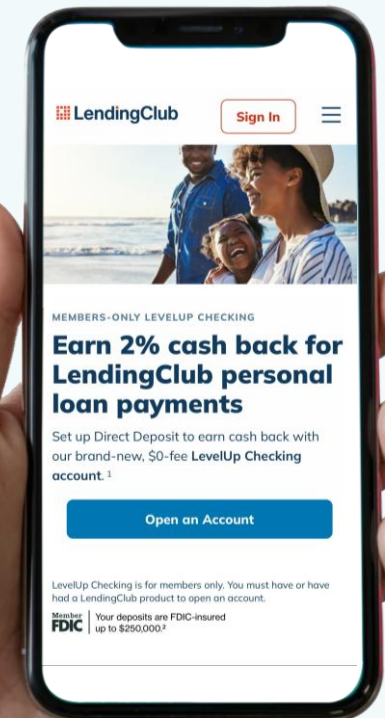 LendingClub
Sign In
MEMBERS-ONLY LEVELUP CHECKING
Earn 2% cash back for
LendingClub personal
loan payments
Set up Direct Deposit to earn cash back with
our brand-new, $0-fee LevelUp Checking
account. 1
Open an Account
LevelUp Checking is for members only. You must have or have
had a LendingClub product to open an account.
Member
FDIC
Your deposits are FDIC-insured
up to $250,000.²